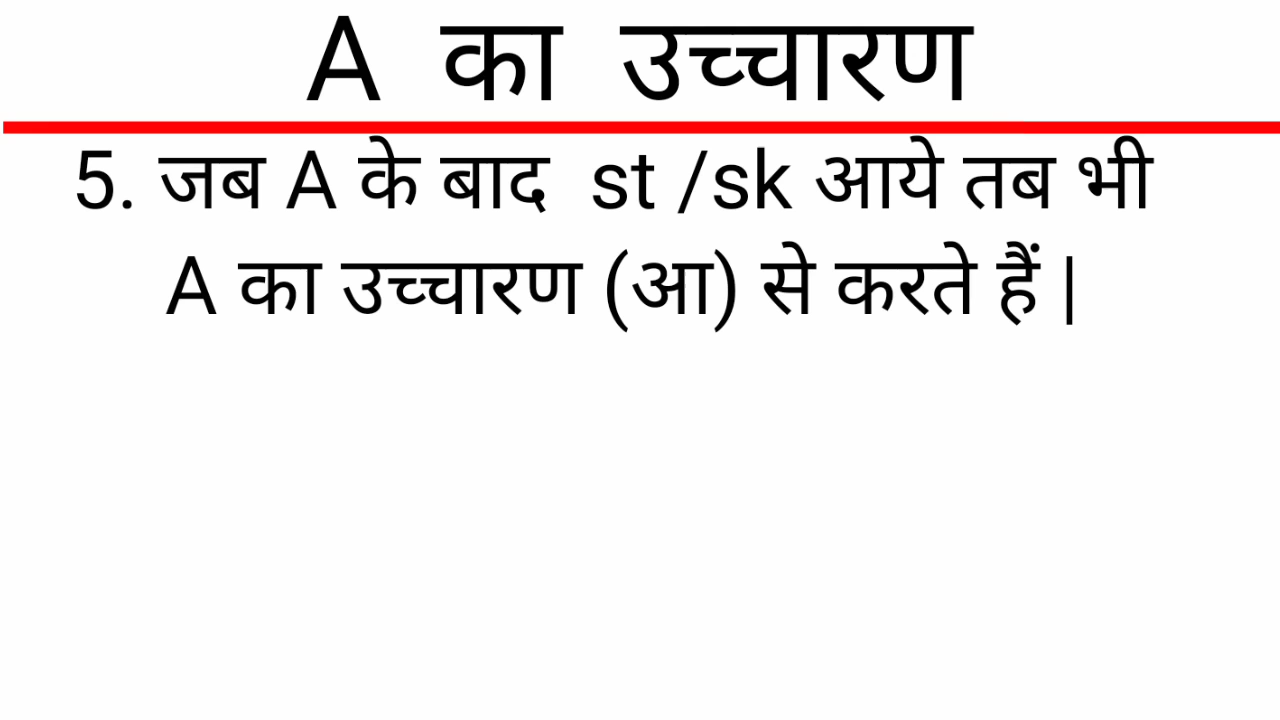 A का उच्चारण
5. जब A के बाद st /sk आये तब भी
A का उच्चारण (आ) से करते हैं |